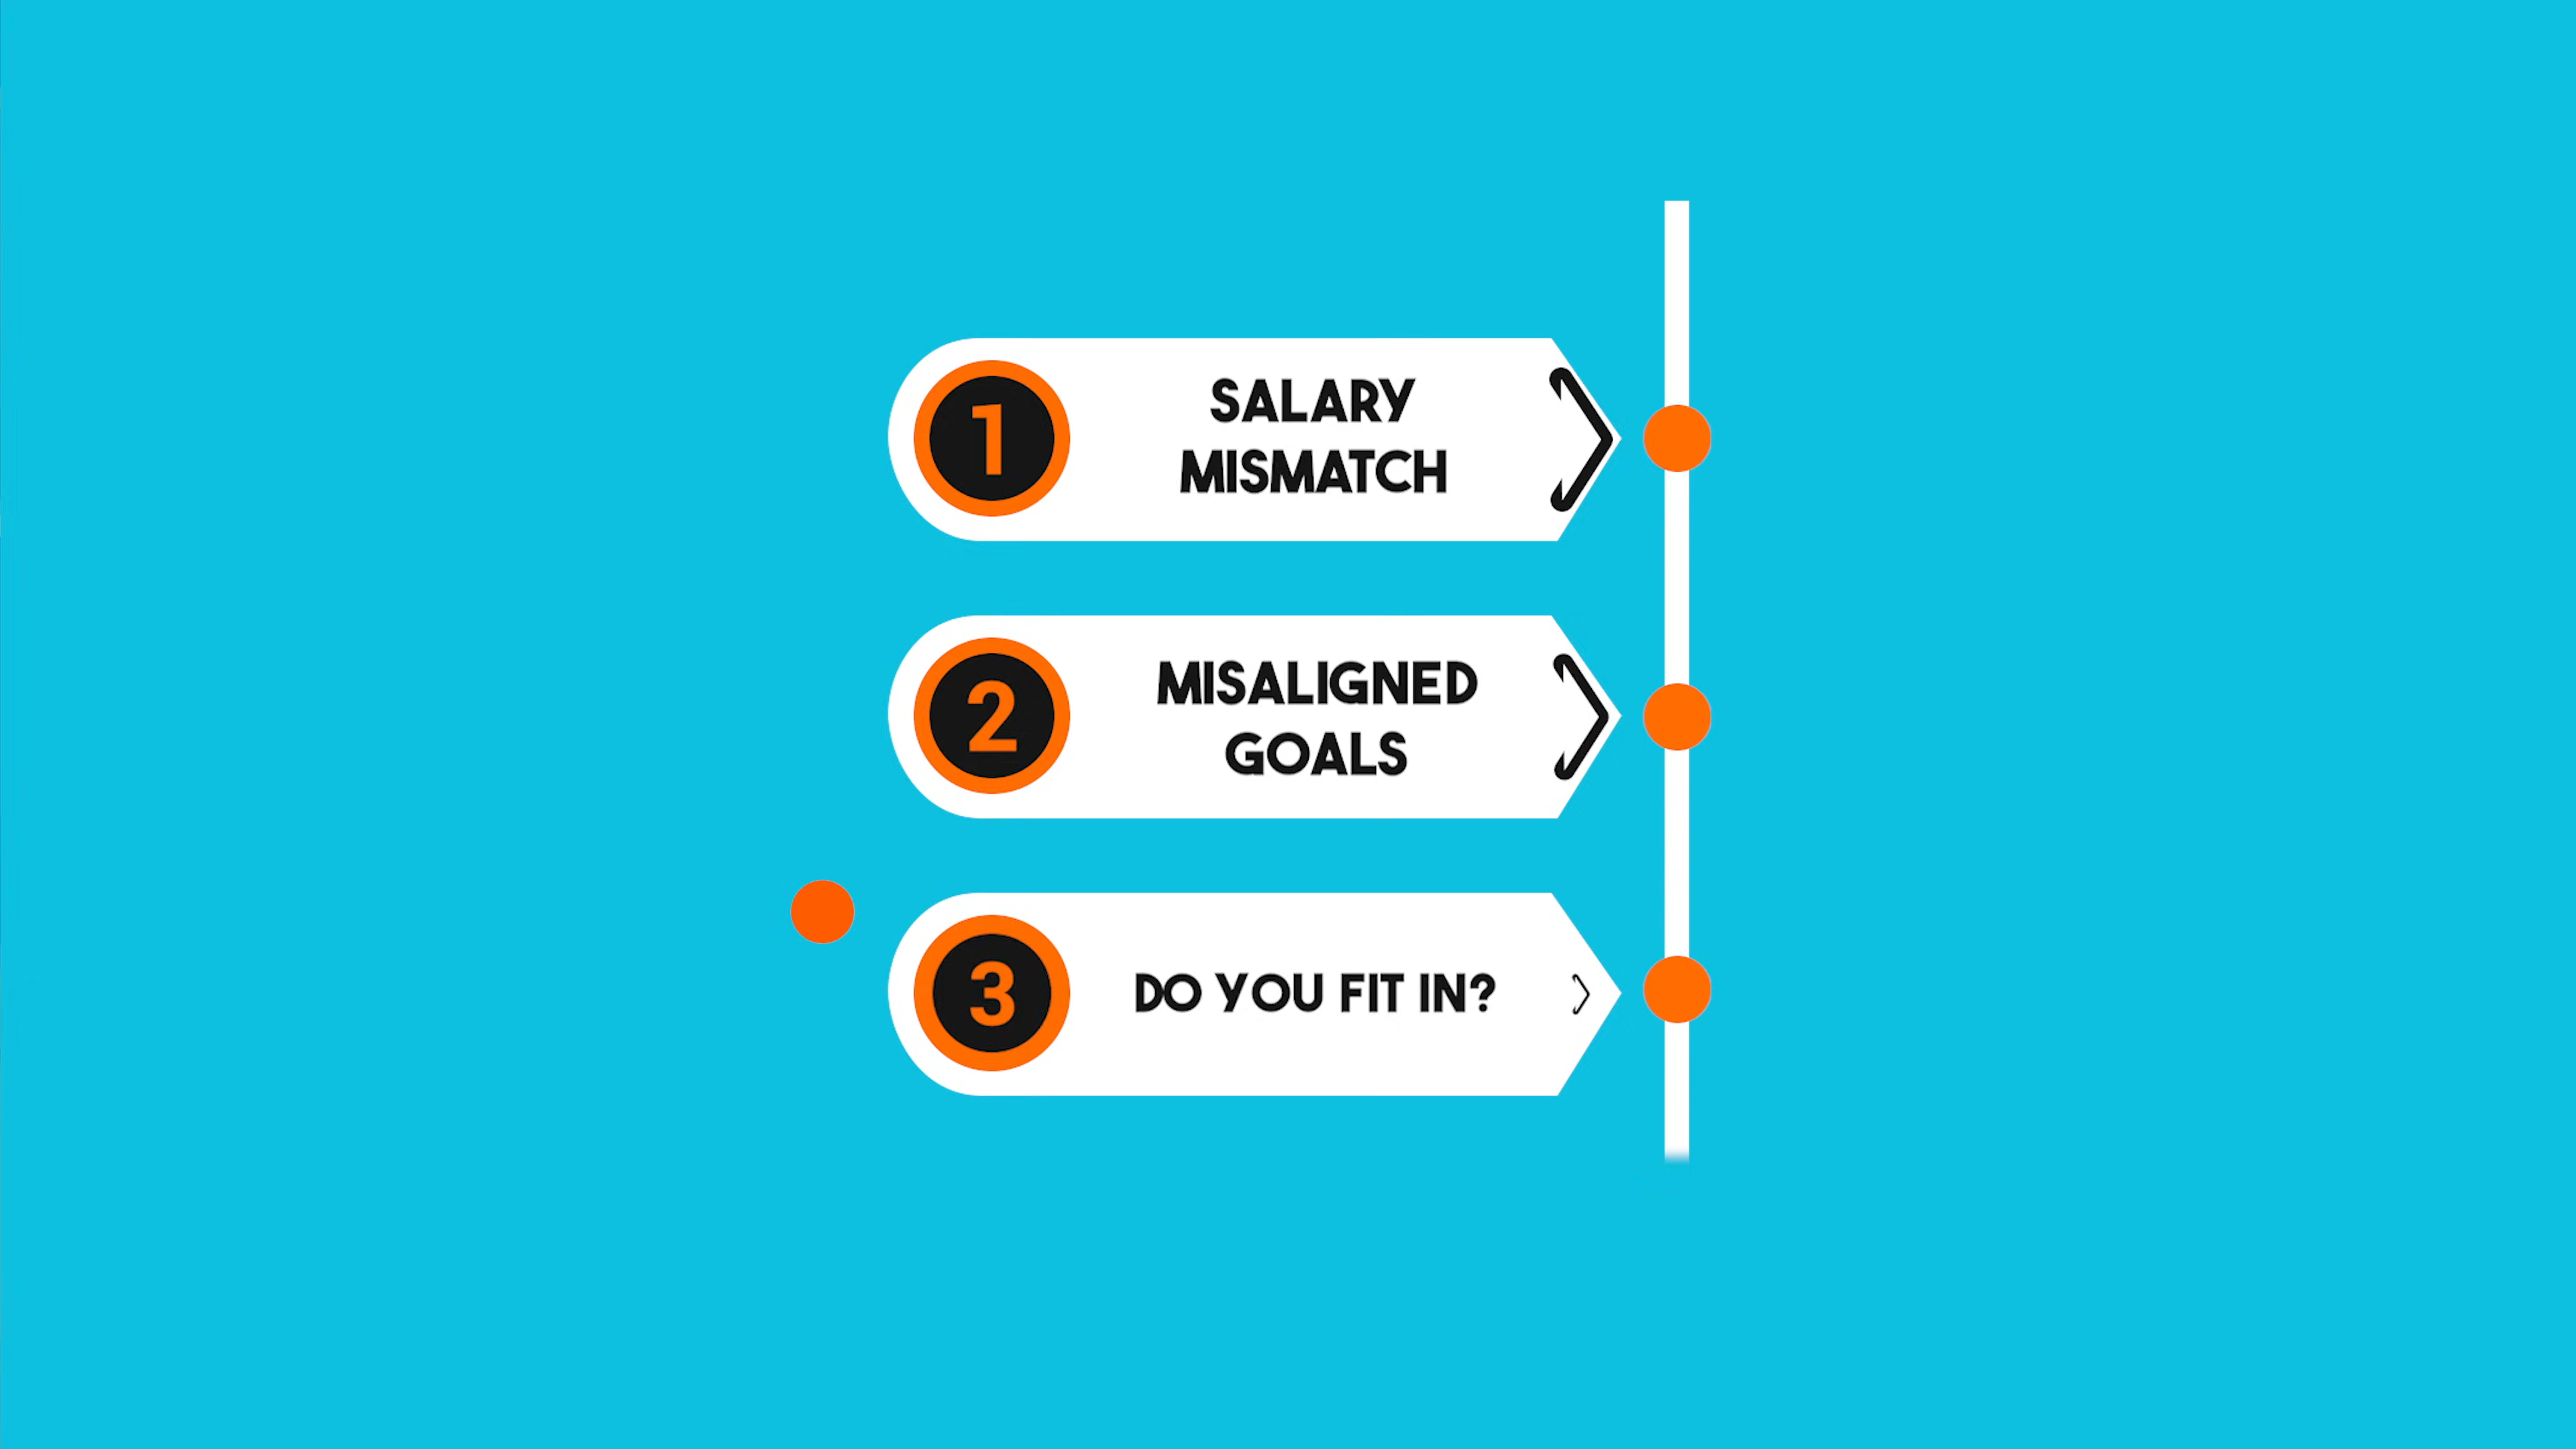 1
SALARY
MISMATCH
2
MISALIGNED
GOALS
3
DO YOU FIT IN?